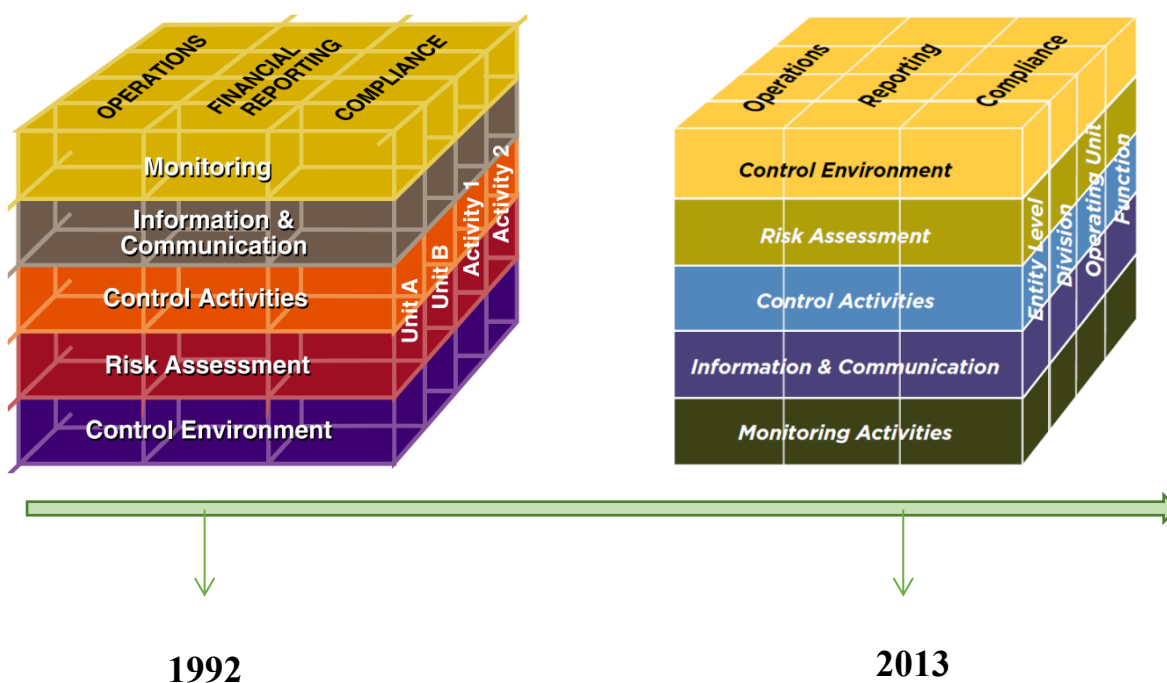 OPERATIONS
FINANCIAL
REPORTING
COMPLIANCE
Monitoring
Information &
Communication
Control Activities
Risk Assessment
Control Environment
Unit A
Unit B
Activity 1
Activity 2
Operations
Reporting
Compliance
Control Environment
Risk Assessment
Control Activities
Information & Communication
Monitoring Activities
Entity Level
Division
Operating Unit
Function
1992
2013